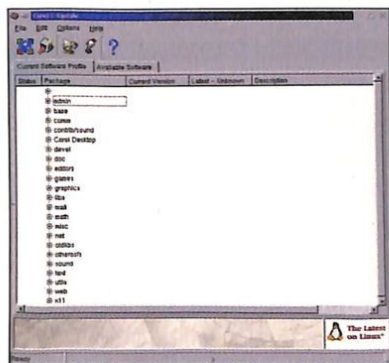 Corel Update
File Edit Options Help
Current Software Profile Available Software
Status Package Current Version Latest - Unknown Description
admin
base
comm
contrib/sound
Corel Desktop
devel
doc
editors
games
graphics
libs
mail
math
misc
net
oldlibs
otherosfs
sound
text
utils
web
x11
The Latest
on Linux*
Ready